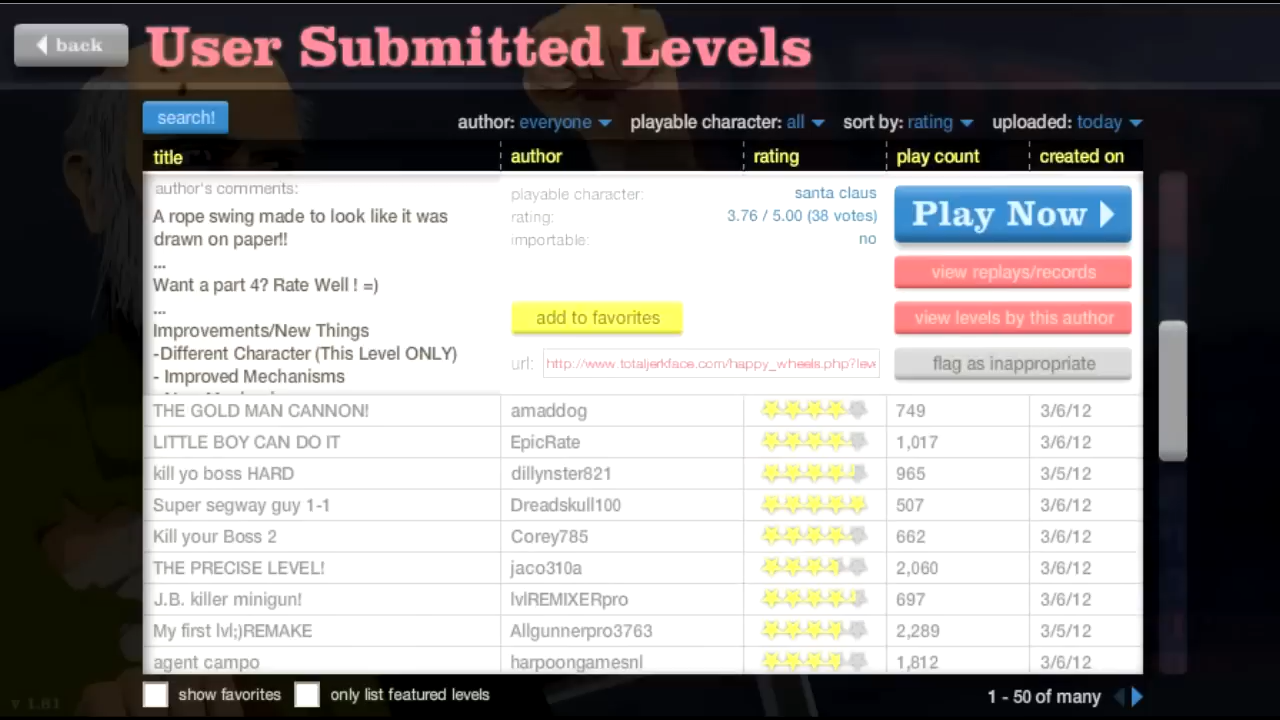 back
User Submitted Levels
search!
author: everyone playable character: all sort by: rating uploaded: today
title author rating play count created on
author's comments:
A rope swing made to look like it was
drawn on paper!!
...
Want a part 4? Rate Well ! =)
...
Improvements/New Things
-Different Character (This Level ONLY)
- Improved Mechanisms
playable character: santa claus
rating: 3.76 / 5.00 (38 votes)
importable: no
add to favorites
url: http://www.totaljerkface.com/happy_wheels.php?leve
Play Now
view replays/records
view levels by this author
flag as inappropriate
THE GOLD MAN CANNON! amaddog 749 3/6/12
LITTLE BOY CAN DO IT EpicRate 1,017 3/6/12
kill yo boss HARD dillynster821 965 3/5/12
Super segway guy 1-1 Dreadskull100 507 3/6/12
Kill your Boss 2 Corey785 662 3/6/12
THE PRECISE LEVEL! jaco310a 2,060 3/6/12
J.B. killer minigun! lvlREMIXERpro 697 3/6/12
My first lvl;)REMAKE Allgunnerpro3763 2,289 3/5/12
agent campo harpoongamesnl 1,812 3/6/12
show favorites only list featured levels 1 - 50 of many
v 1.81